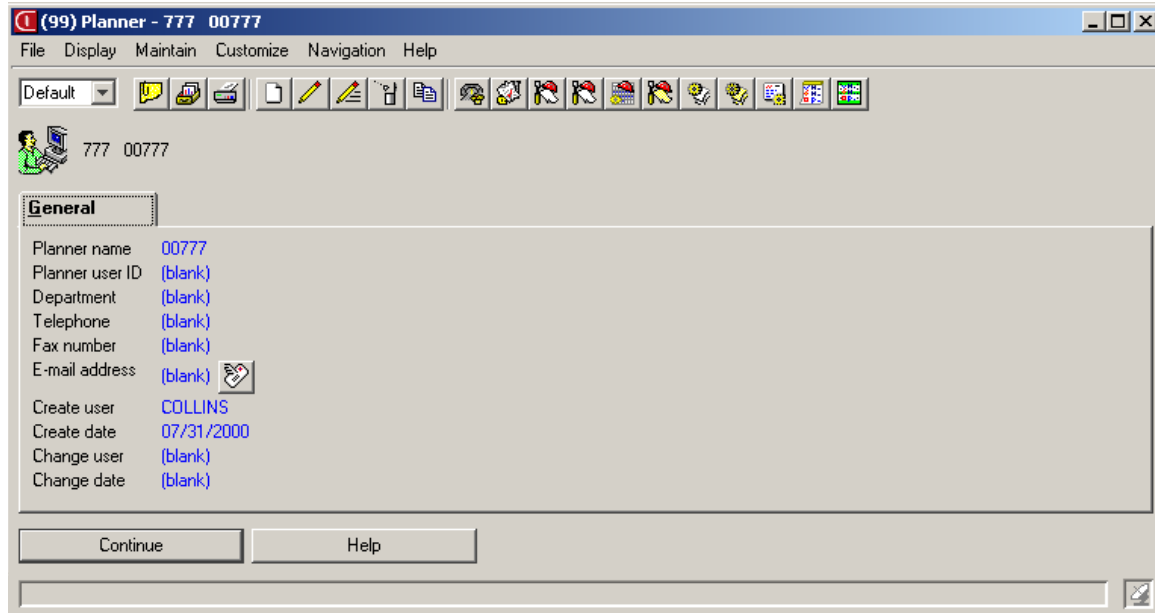 (99) Planner - 777 00777
File Display Maintain Customize Navigation Help
Default
777 00777
General
Planner name 00777
Planner user ID (blank)
Department (blank)
Telephone (blank)
Fax number (blank)
E-mail address (blank)
Create user COLLINS
Create date 07/31/2000
Change user (blank)
Change date (blank)
Continue Help